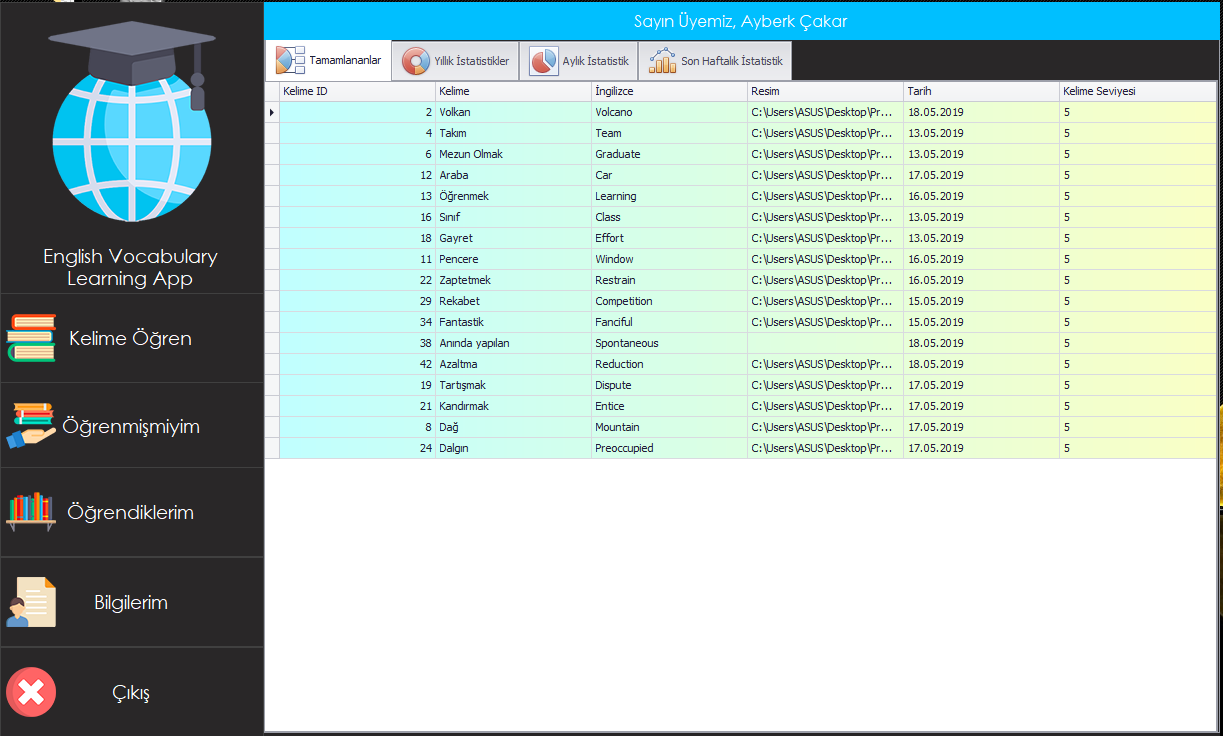 Sayın Üyemiz, Ayberk Çakar
English Vocabulary
Learning App
Kelime Öğren
Öğrenmişmiyim
Öğrendiklerim
Bilgilerim
Çıkış
Tamamlananlar Yıllık İstatistikler Aylık İstatistik Son Haftalık İstatistik
Kelime ID Kelime İngilizce Resim Tarih Kelime Seviyesi
2 Volkan Volcano C:\Users\ASUS\Desktop\Pr... 18.05.2019 5
4 Takım Team C:\Users\ASUS\Desktop\Pr... 13.05.2019 5
6 Mezun Olmak Graduate C:\Users\ASUS\Desktop\Pr... 13.05.2019 5
12 Araba Car C:\Users\ASUS\Desktop\Pr... 17.05.2019 5
13 Öğrenmek Learning C:\Users\ASUS\Desktop\Pr... 16.05.2019 5
16 Sınıf Class C:\Users\ASUS\Desktop\Pr... 13.05.2019 5
18 Gayret Effort C:\Users\ASUS\Desktop\Pr... 13.05.2019 5
11 Pencere Window C:\Users\ASUS\Desktop\Pr... 16.05.2019 5
22 Zaptetmek Restrain C:\Users\ASUS\Desktop\Pr... 16.05.2019 5
29 Rekabet Competition C:\Users\ASUS\Desktop\Pr... 15.05.2019 5
34 Fantastik Fanciful C:\Users\ASUS\Desktop\Pr... 15.05.2019 5
38 Anında yapılan Spontaneous 18.05.2019 5
42 Azaltma Reduction C:\Users\ASUS\Desktop\Pr... 18.05.2019 5
19 Tartışmak Dispute C:\Users\ASUS\Desktop\Pr... 17.05.2019 5
21 Kandırmak Entice C:\Users\ASUS\Desktop\Pr... 17.05.2019 5
8 Dağ Mountain C:\Users\ASUS\Desktop\Pr... 17.05.2019 5
24 Dalgın Preoccupied C:\Users\ASUS\Desktop\Pr... 17.05.2019 5